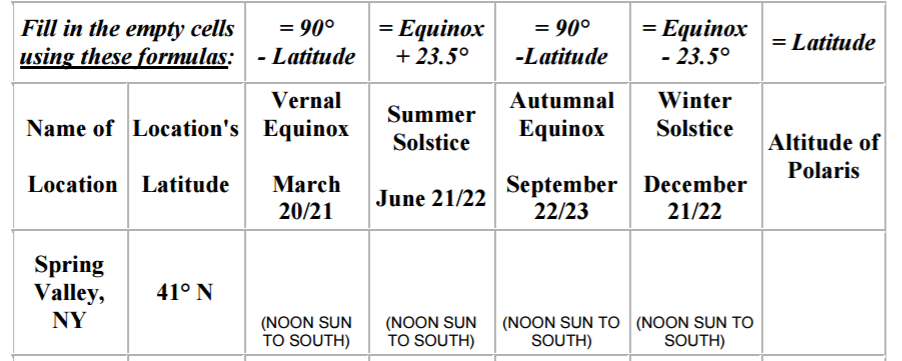 Fill in the empty cells
using these formulas:
= 90°
- Latitude
= Equinox
+ 23.5°
= 90°
-Latitude
= Equinox
- 23.5°
= Latitude
Name of
Location
Location's
Latitude
Vernal
Equinox
March
20/21
Summer
Solstice
June 21/22
Autumnal
Equinox
September
22/23
Winter
Solstice
December
21/22
Altitude of
Polaris
Spring
Valley,
NY
41° N
(NOON SUN
TO SOUTH)
(NOON SUN
TO SOUTH)
(NOON SUN TO
SOUTH)
(NOON SUN TO
SOUTH)